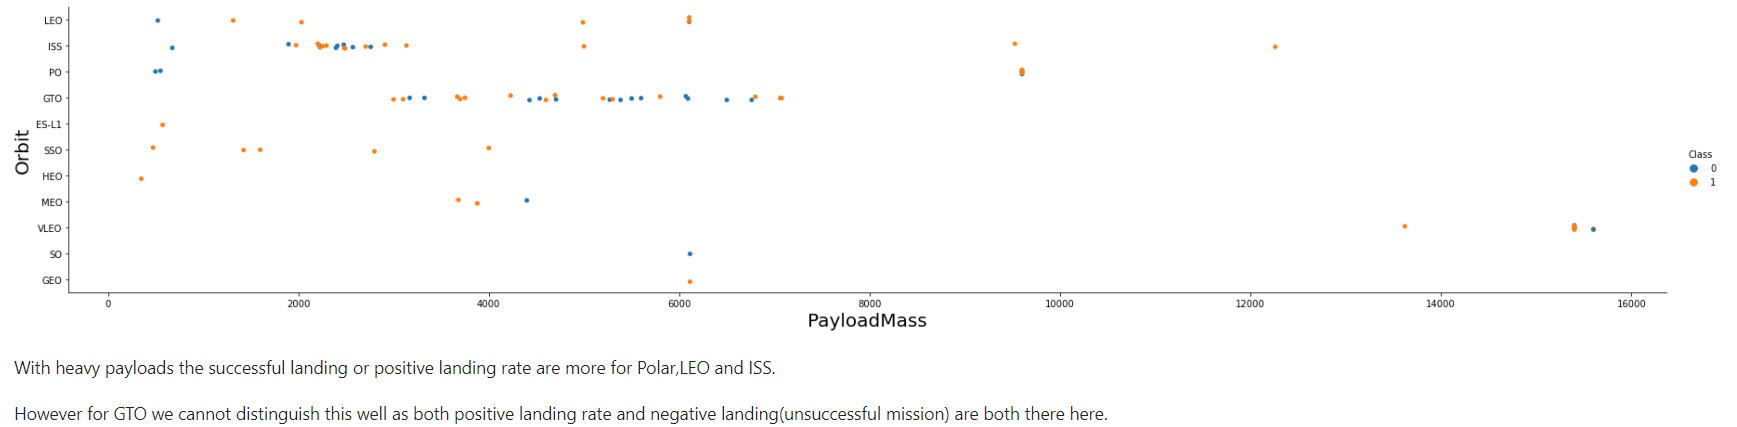 LEO
ISS
PO
GTO
ES-L1
SSO
HEO
MEO
VLEO
SO
GEO
Orbit
0 2000 4000 6000 8000 10000 12000 14000 16000
PayloadMass
Class
0
1
With heavy payloads the successful landing or positive landing rate are more for Polar,LEO and ISS.
However for GTO we cannot distinguish this well as both positive landing rate and negative landing(unsuccessful mission) are both there here.